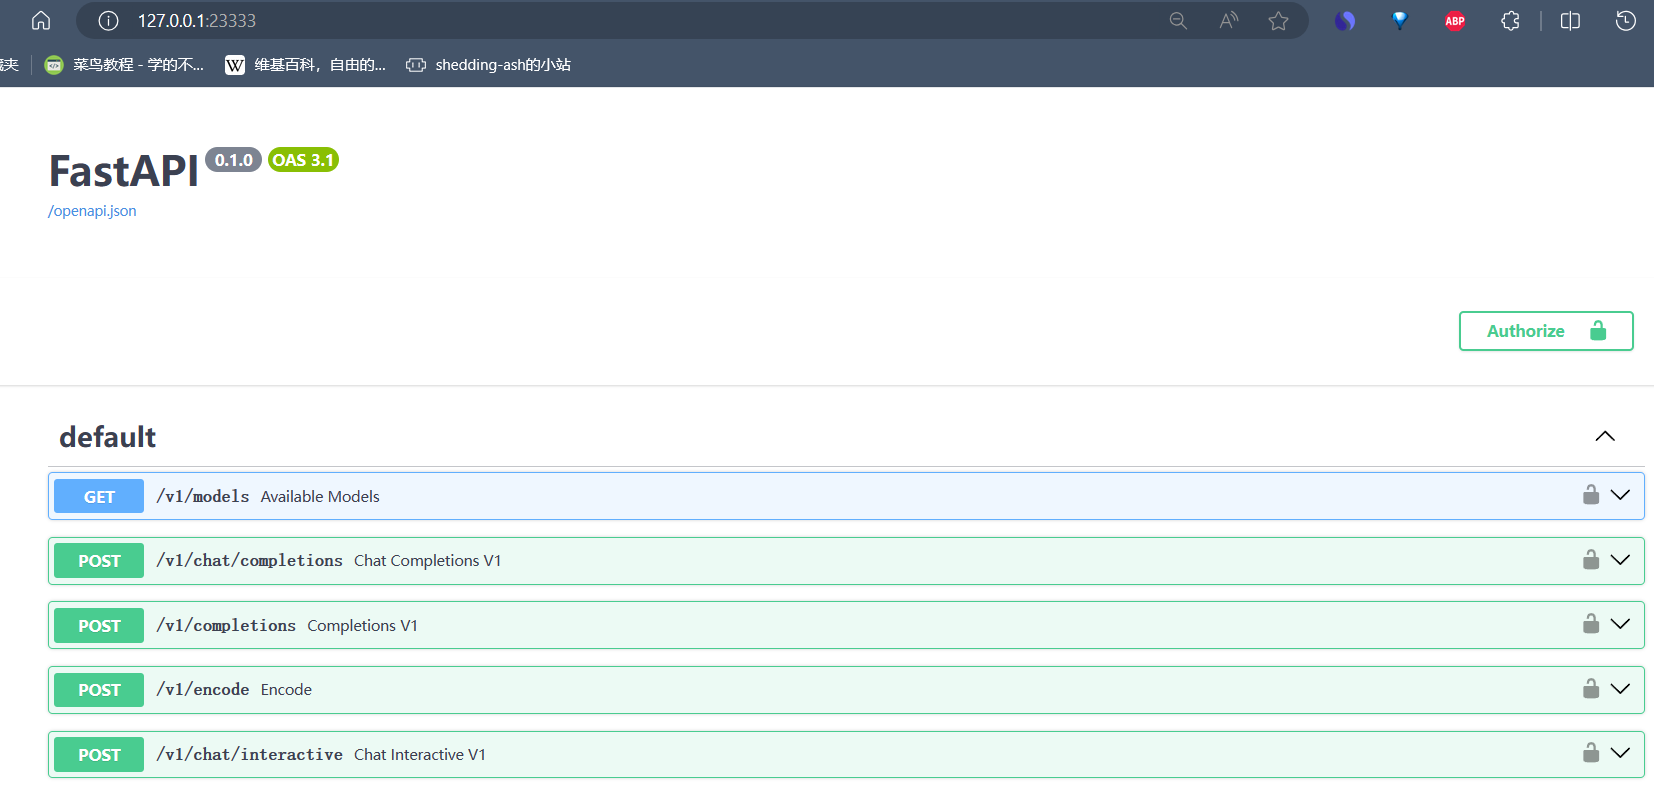 127.0.0.1:23333
ABP
藏夹 菜鸟教程 - 学的不... W 维基百科，自由的... shedding-ash的小站
FastAPI 0.1.0 OAS 3.1
/openapi.json
Authorize
default
GET /v1/models Available Models
POST /v1/chat/completions Chat Completions V1
POST /v1/completions Completions V1
POST /v1/encode Encode
POST /v1/chat/interactive Chat Interactive V1